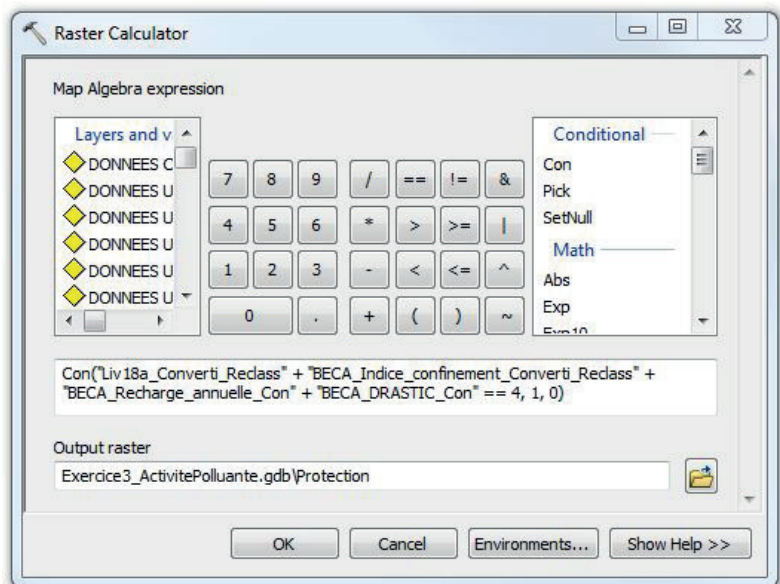 Raster Calculator
Map Algebra expression
Layers and v
DONNEES C
DONNEES U
DONNEES U
DONNEES U
DONNEES U
DONNEES U
7 8 9 / == != &
4 5 6 * > >= |
1 2 3 - < <= ^
0 . + ( ) ~
Conditional
Con
Pick
SetNull
Math
Abs
Exp
Exp10
Con("Liv18a_Converti_Reclass" + "BECA_Indice_confinement_Converti_Reclass" +
"BECA_Recharge_annuelle_Con" + "BECA_DRASTIC_Con" == 4, 1, 0)
Output raster
Exercice3_ActivitePolluante.gdb\Protection
OK Cancel Environments... Show Help >>